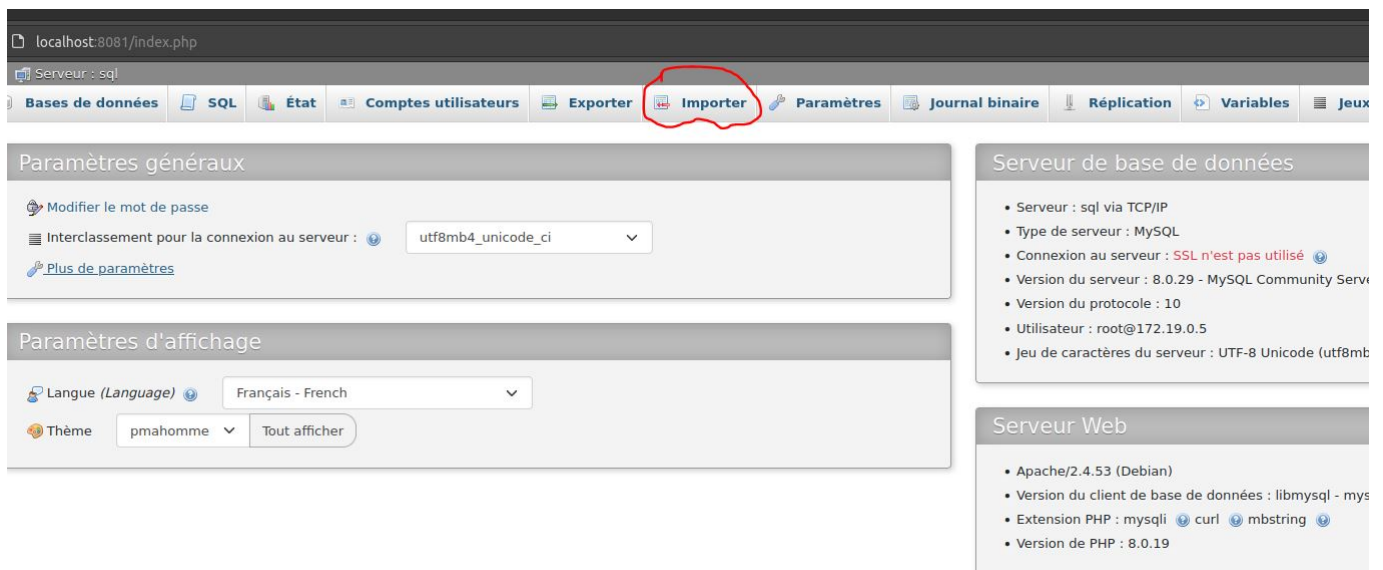 localhost:8081/index.php
Serveur : sql
Bases de données SQL État Comptes utilisateurs Exporter Importer Paramètres Journal binaire Réplication Variables Jeux
Paramètres généraux
Modifier le mot de passe
Interclassement pour la connexion au serveur : utf8mb4_unicode_ci
Plus de paramètres
Paramètres d'affichage
Langue (Language) Français - French
Thème pmahomme Tout afficher
Serveur de base de données
• Serveur : sql via TCP/IP
• Type de serveur : MySQL
• Connexion au serveur : SSL n'est pas utilisé
• Version du serveur : 8.0.29 - MySQL Community Serve
• Version du protocole : 10
• Utilisateur : root@172.19.0.5
• Jeu de caractères du serveur : UTF-8 Unicode (utf8mb
Serveur Web
• Apache/2.4.53 (Debian)
• Version du client de base de données : libmysql - mys
• Extension PHP : mysqli curl mbstring
• Version de PHP : 8.0.19